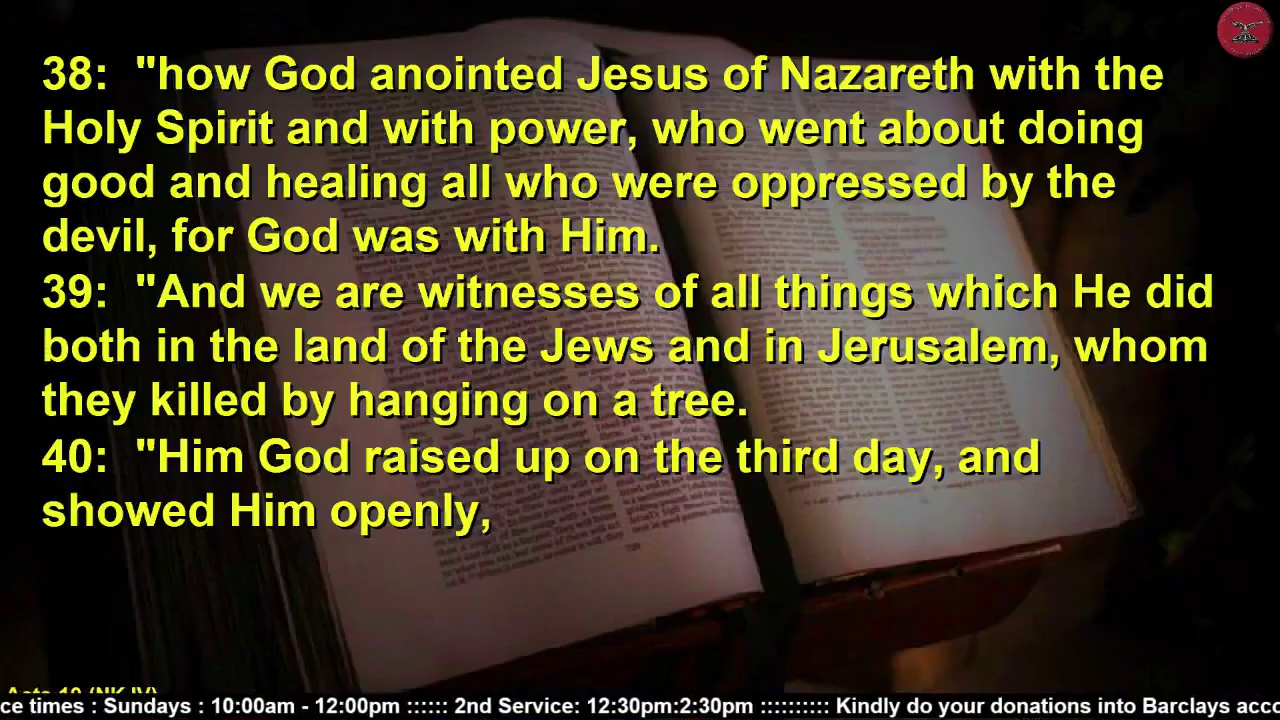 38: "how God anointed Jesus of Nazareth with the
Holy Spirit and with power, who went about doing
good and healing all who were oppressed by the
devil, for God was with Him.
39: "And we are witnesses of all things which He did
both in the land of the Jews and in Jerusalem, whom
they killed by hanging on a tree.
40: "Him God raised up on the third day, and
showed Him openly,
Acts 10 (NKJV)
ce times : Sundays : 10:00am - 12:00pm :::::: 2nd Service: 12:30pm:2:30pm :::::::::: Kindly do your donations into Barclays acco